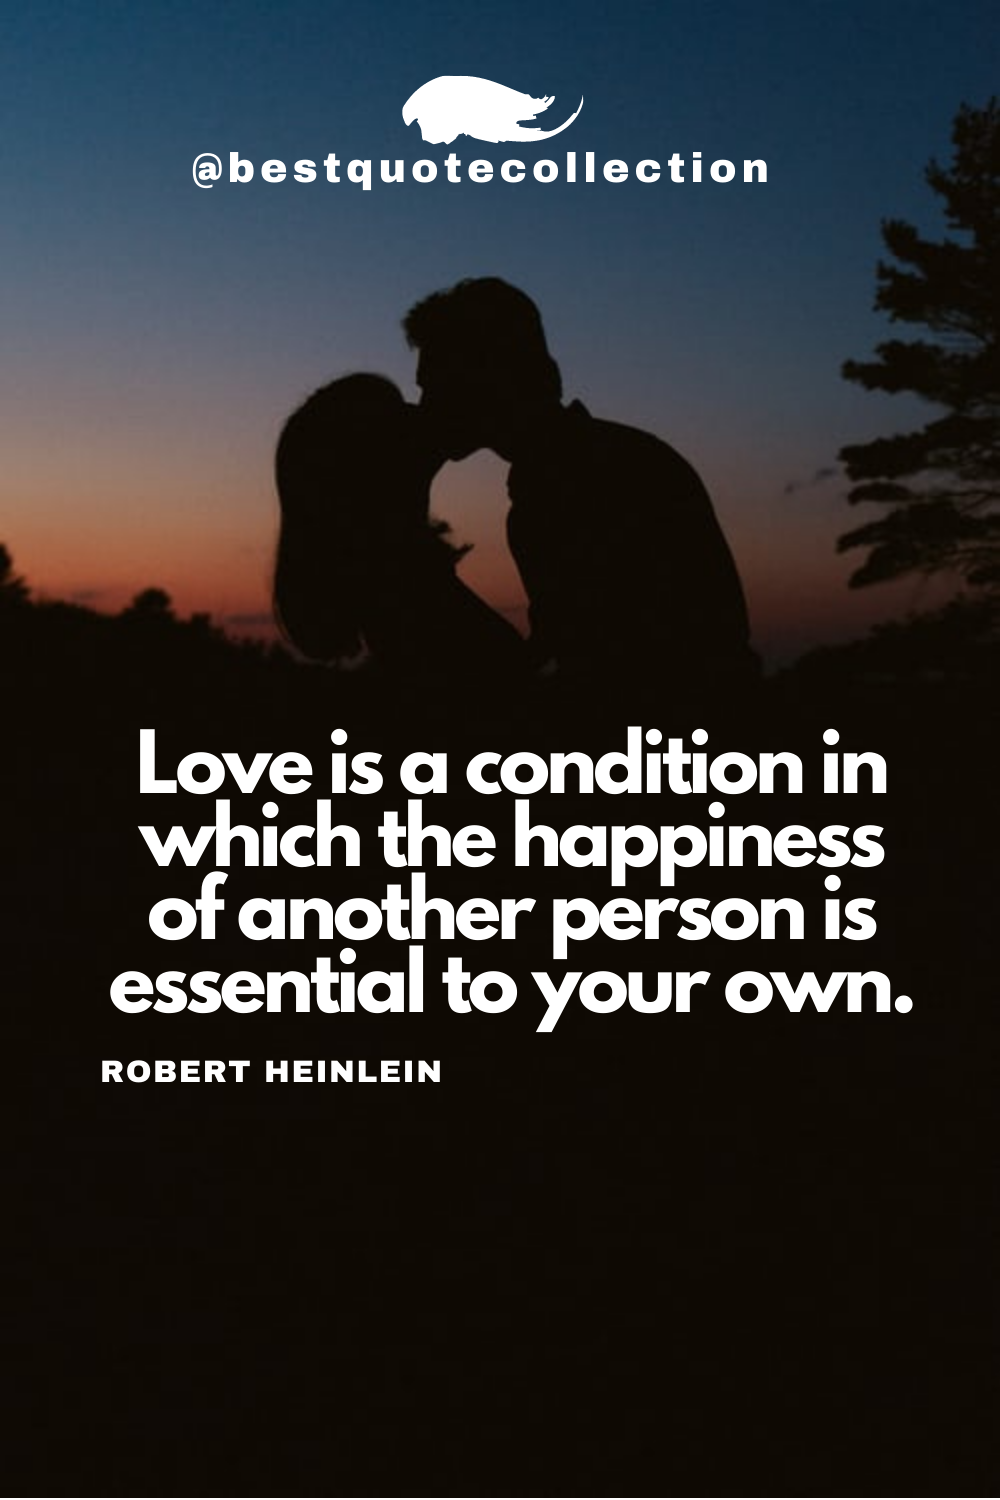 @bestquotecollection
Love is a condition in
which the happiness
of another person is
essential to your own.
ROBERT HEINLEIN